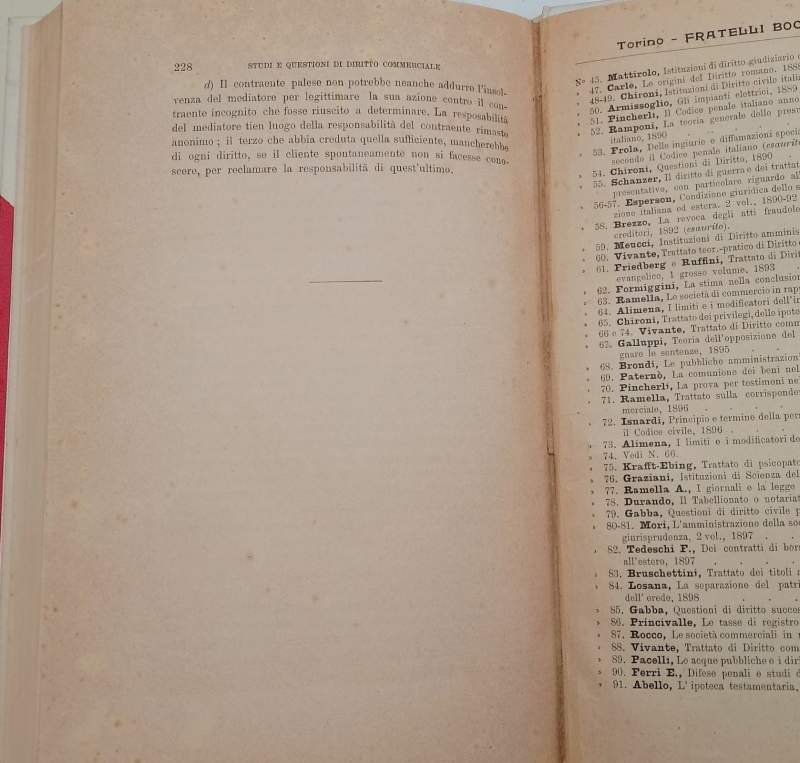 228 STUDI E QUESTIONI DI DIRITTO COMMERCIALE
d) Il contraente palese non potrebbe neanche addurre l'insol-
venza del mediatore per legittimare la sua azione contro il con-
traente incognito che fosse riuscito a determinare. La resposabilità
del mediatore tien luogo della responsabilità del contraente rimasto
anonimo; il terzo che abbia creduta quella sufficiente, mancherebbe
di ogni diritto, se il cliente spontaneamente non si facesse cono-
scere, per reclamare la responsabilità di quest'ultimo.
Torino - FRATELLI BOC
No 45. Mattirolo, Istituzioni di diritto giudiziario
» 47. Carle, Le origini del Diritto romano, 1888
» 48-49. Chironi, Istituzioni di Diritto civile itali
» 50. Armissoglio, Gli impianti elettrici, 1889
» 51. Pincherli, Il Codice penale italiano anno
» 52. Ramponi, La teoria generale delle presu
italiano, 1890
» 53. Frola, Delle ingiurie e diffamazioni specia
secondo il Codice penale italiano (esaurito
» 54. Chironi, Questioni di Diritto, 1890
» 55. Schanzer, Il diritto di guerra e dei trattat
presentativo, con particolare riguardo al
» 56-57. Esperson, Condizione giuridica dello s
zione italiana ed estera, 2 vol., 1890-92
» 58. Brezzo, La revoca degli atti fraudolo
creditori, 1892 (esaurito).
» 59. Meucci, Instituzioni di Diritto amminis
» 60. Vivante, Trattato teor.-pratico di Diritto
» 61. Friedberg e Ruffini, Trattato di Dirit
evangelico, 1 grosso volume, 1893
» 62. Formiggini, La stima nella conclusion
» 63. Ramella, Le società di commercio in rap
» 64. Alimena, I limiti e i modificatori dell'in
» 65. Chironi, Trattato dei privilegi, delle ipote
» 66 e 74. Vivante, Trattato di Diritto comm
» 67. Galluppi, Teoria dell'opposizione del
gnare le sentenze, 1895
» 68. Brondi, Le pubbliche amministrazion
» 69. Paternò, La comunione dei beni nel
» 70. Pincherli, La prova per testimoni ne
» 71. Ramella, Trattato sulla corrisponde
merciale, 1896
» 72. Isnardi, Principio e termine della per
il Codice civile, 1896 .
» 73. Alimena, I limiti e i modificatori de
» 74. Vedi N. 66.
» 75. Krafft-Ebing, Trattato di psicopato
» 76. Graziani, Istituzioni di Scienza del
» 77. Ramella A., I giornali e la legge
» 78. Durando, Il Tabellionato o notariat
» 79. Gabba, Questioni di diritto civile p
» 80-81. Mori, L'amministrazione della so
giurisprudenza, 2 vol., 1897
» 82. Tedeschi F., Dei contratti di bor
all'estero, 1897
» 83. Bruschettini, Trattato dei titoli
» 84. Losana, La separazione del patri
dell' erede, 1898
» 85. Gabba, Questioni di diritto succes
» 86. Princivalle, Le tasse di registro
» 87. Rocco, Le società commerciali in
» 88. Vivante, Trattato di Diritto com
» 89. Pacelli, Le acque pubbliche e i dir
» 90. Ferri E., Difese penali e studi
» 91. Abello, L' ipoteca testamentaria,